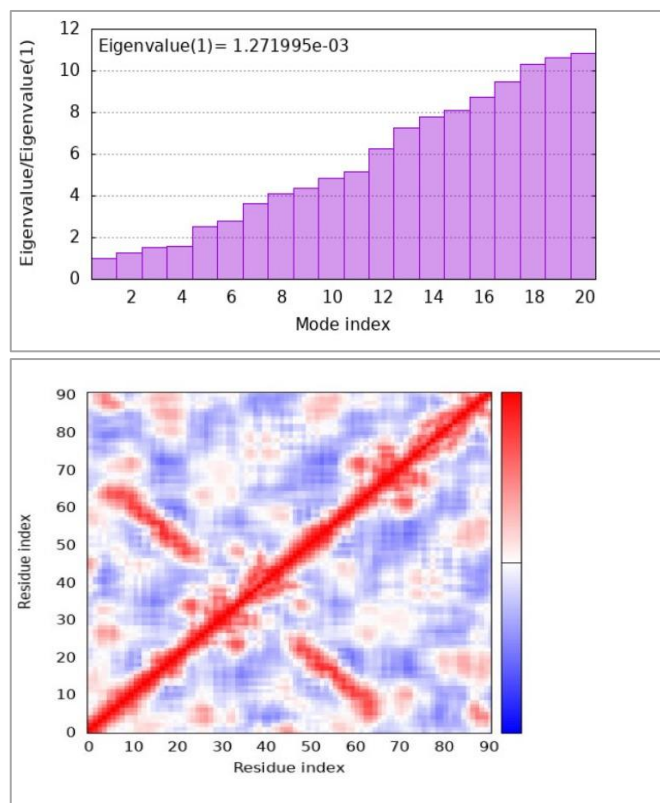 12
Eigenvalue(1)= 1.271995e-03
10
8
6
4
2
0
Eigenvalue/Eigenvalue(1)
2 4 6 8 10 12 14 16 18 20
Mode index
90
80
70
60
50
40
30
20
10
0
Residue index
0 10 20 30 40 50 60 70 80 90
Residue index